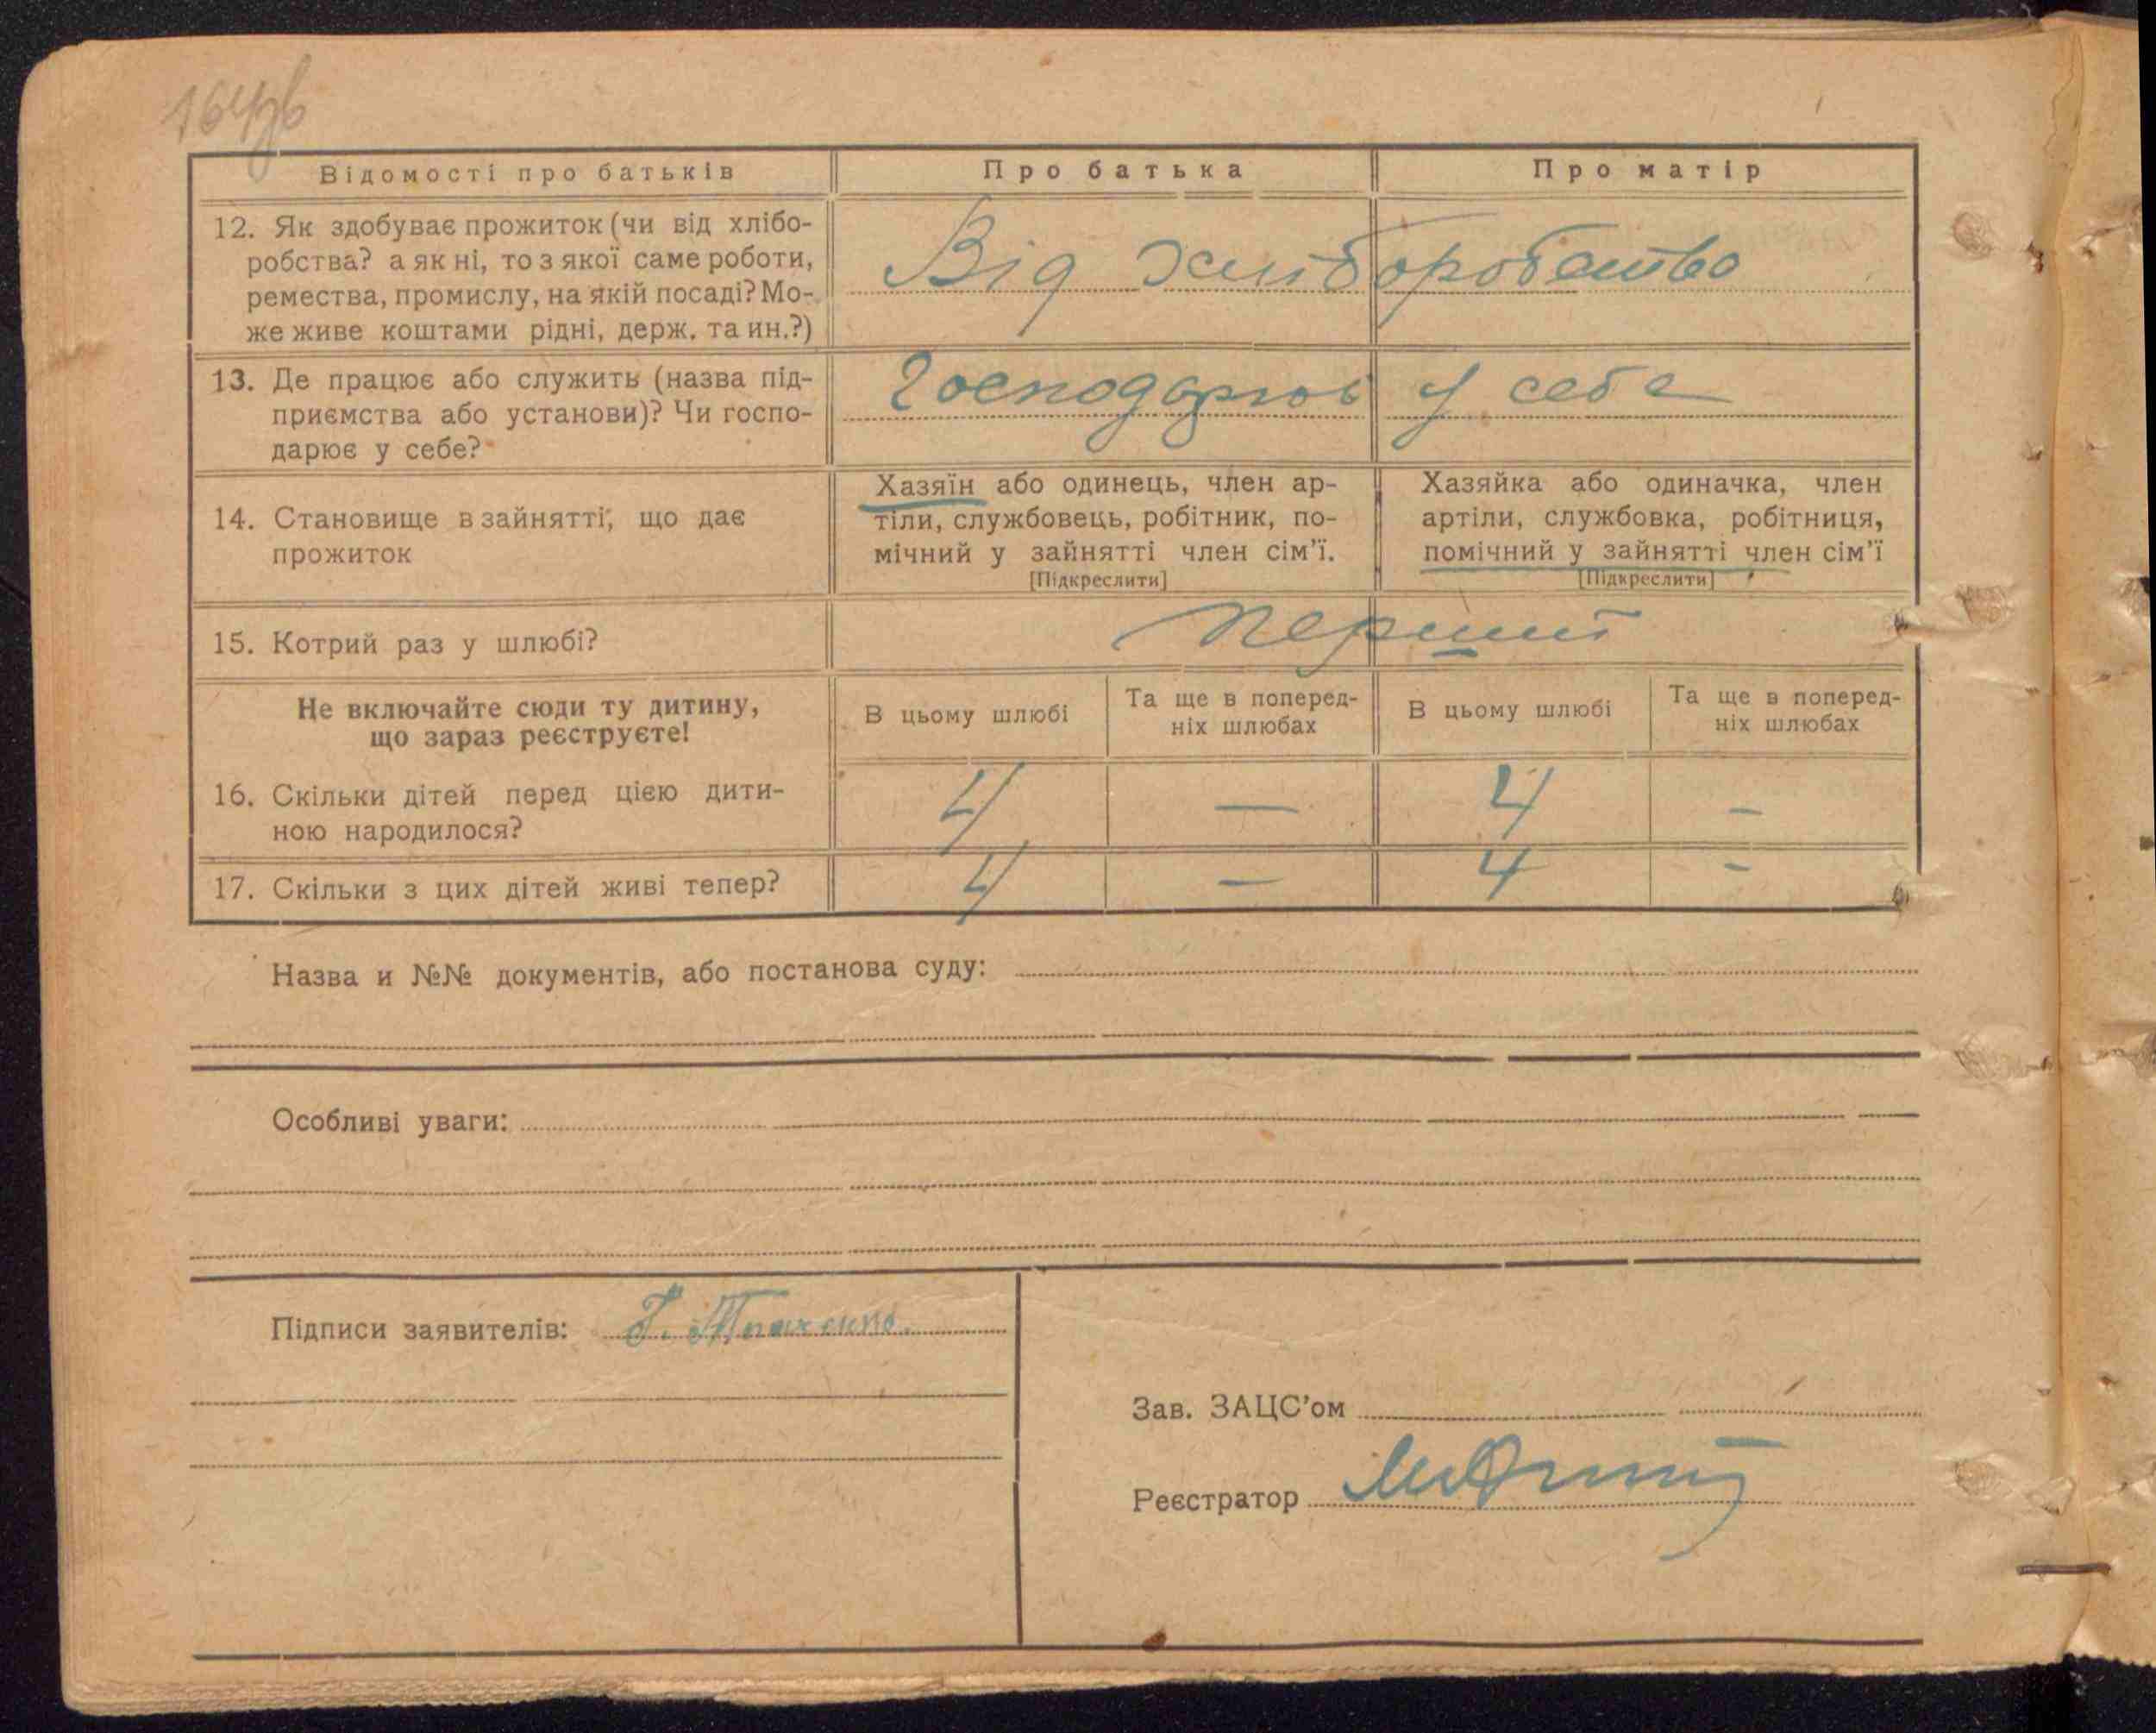 Відомості про батьків
Про батька
Про матір
12. Як здобуває прожиток (чи від хлібо-
робства? а як ні, то з якої саме роботи,
ремества, промислу, на якій посаді? Мо-
же живе коштами рідні, держ. та ин.?)
Від хліборобства
13. Де працює або служить (назва під-
приємства або установи)? Чи госпо-
дарює у себе?
Господарює у себе
14. Становище в зайнятті, що дає
прожиток
Хазяїн або одинець, член ар-
тіли, службовець, робітник, по-
мічний у зайнятті член сім'ї.
[Підкреслити]
Хазяйка або одиначка, член
артіли, службовка, робітниця,
помічний у зайнятті член сім'ї
[Підкреслити]
15. Котрий раз у шлюбі?
перший
Не включайте сюди ту дитину,
що зараз реєструєте!
В цьому шлюбі
Та ще в поперед-
ніх шлюбах
В цьому шлюбі
Та ще в поперед-
ніх шлюбах
16. Скільки дітей перед цією дити-
ною народилося?
4 — 4 –
17. Скільки з цих дітей живі тепер?
4 — 4 –
Назва и №№ документів, або постанова суду:
Особливі уваги:
Підписи заявителів:
Зав. ЗАЦС'ом
Реєстратор